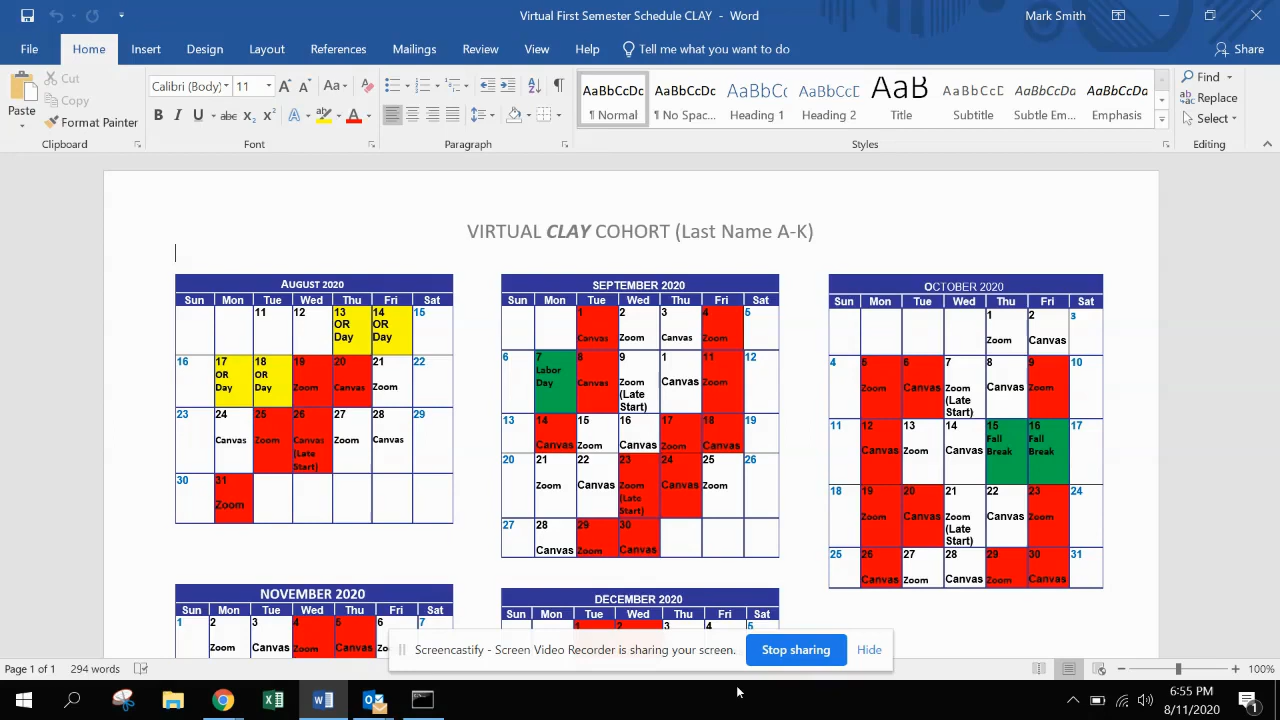 Virtual First Semester Schedule CLAY - Word
Mark Smith
File Home Insert Design Layout References Mailings Review View Help Tell me what you want to do Share
Cut
Copy
Format Painter
Paste
Clipboard
Calibri (Body) 11
Aa
B I U abc X2 X2 A A
Font
Paragraph
AaBbCcDc AaBbCcDc AaBbCc AaBbCcE AaB AaBbCcD AaBbCcDa AaBbCcDa
¶ Normal ¶ No Spac... Heading 1 Heading 2 Title Subtitle Subtle Em... Emphasis
Styles
Find
Replace
Select
Editing
VIRTUAL CLAY COHORT (Last Name A-K)
AUGUST 2020
Sun Mon Tue Wed Thu Fri Sat
11 12 13 14 15
OR OR
Day Day
16 17 18 19 20 21 22
OR OR
Day Day Zoom Canvas Zoom
23 24 25 26 27 28 29
Canvas Zoom Canvas Zoom Canvas
(Late
Start)
30 31
Zoom
SEPTEMBER 2020
Sun Mon Tue Wed Thu Fri Sat
1 2 3 4 5
Canvas Zoom Canvas Zoom
6 7 8 9 1 11 12
Labor
Day Canvas Zoom Canvas Zoom
(Late
Start)
13 14 15 16 17 18 19
Canvas Zoom Canvas Zoom Canvas
20 21 22 23 24 25 26
Zoom Canvas Zoom Canvas Zoom
(Late
Start)
27 28 29 30
Canvas Zoom Canvas
OCTOBER 2020
Sun Mon Tue Wed Thu Fri Sat
1 2 3
Zoom Canvas
4 5 6 7 8 9 10
Zoom Canvas Zoom Canvas Zoom
(Late
Start)
11 12 13 14 15 16 17
Fall Fall
Canvas Zoom Canvas Break Break
18 19 20 21 22 23 24
Zoom Canvas Zoom Canvas Zoom
(Late
Start)
25 26 27 28 29 30 31
Canvas Zoom Canvas Zoom Canvas
NOVEMBER 2020
Sun Mon Tue Wed Thu Fri Sat
1 2 3 4 5 6 7
Zoom Canvas Zoom Canvas
DECEMBER 2020
Sun Mon Tue Wed Thu Fri Sat
1 2 3 4 5
Screencastify - Screen Video Recorder is sharing your screen. Stop sharing Hide
Page 1 of 1 294 words
100%
6:55 PM
8/11/2020
1